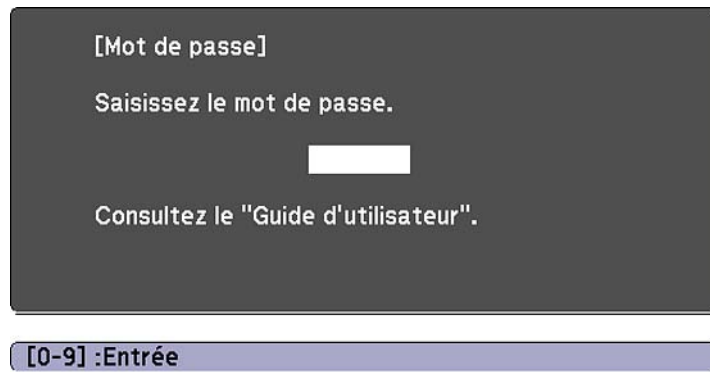 [Mot de passe]
Saisissez le mot de passe.
Consultez le "Guide d'utilisateur".
[0-9] :Entrée